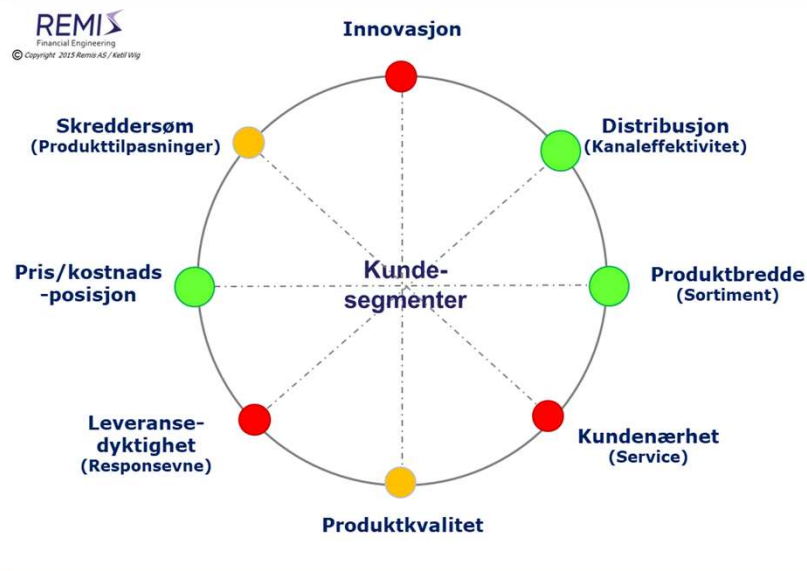 REMIS
Financial Engineering
© Copyright 2015 Remis AS / Ketil Wig
Innovasjon
Skreddersøm
(Produkttilpasninger)
Distribusjon
(Kanaleffektivitet)
Pris/kostnads
-posisjon
Kunde-
segmenter
Produktbredde
(Sortiment)
Leveranse-
dyktighet
(Responsevne)
Kundenærhet
(Service)
Produktkvalitet